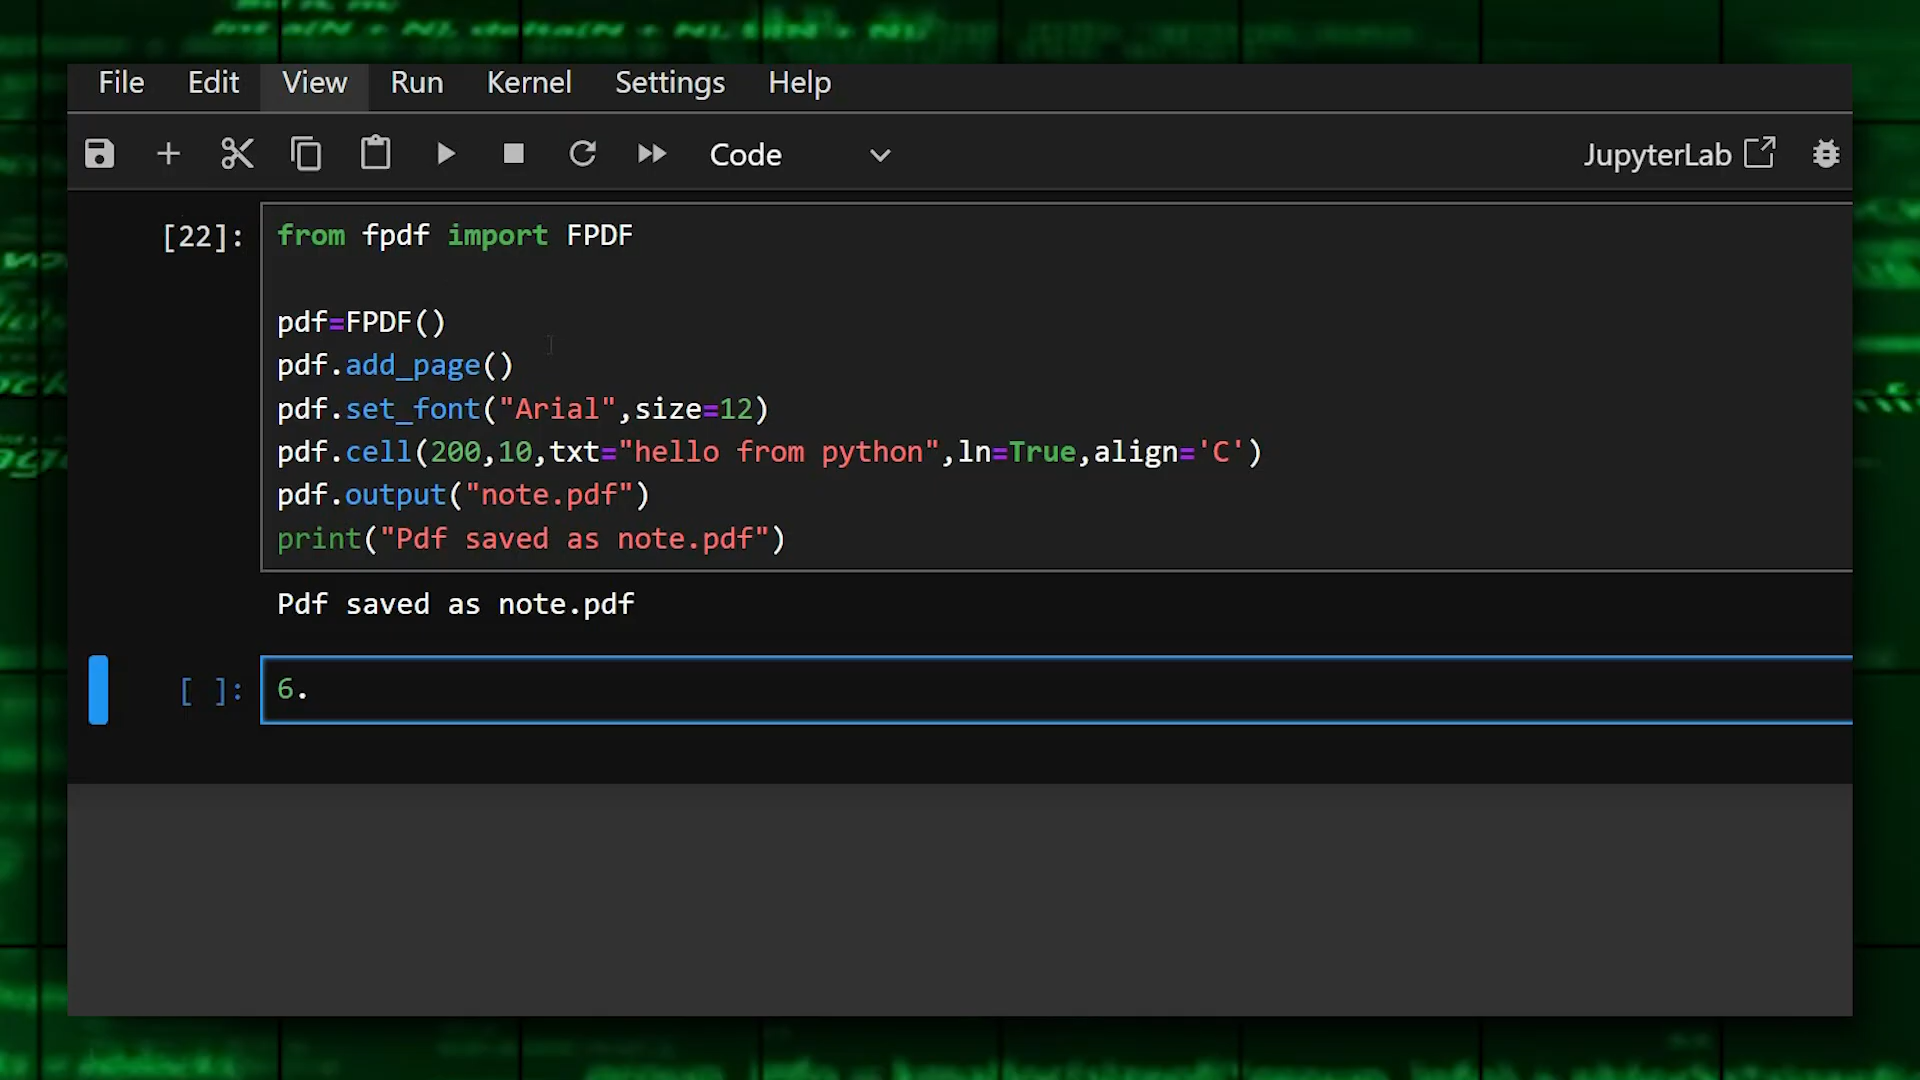 File Edit View Run Kernel Settings Help
Code JupyterLab
[22]: from fpdf import FPDF
pdf=FPDF()
pdf.add_page()
pdf.set_font("Arial",size=12)
pdf.cell(200,10,txt="hello from python",ln=True,align='C')
pdf.output("note.pdf")
print("Pdf saved as note.pdf")
Pdf saved as note.pdf
[ ]: 6.